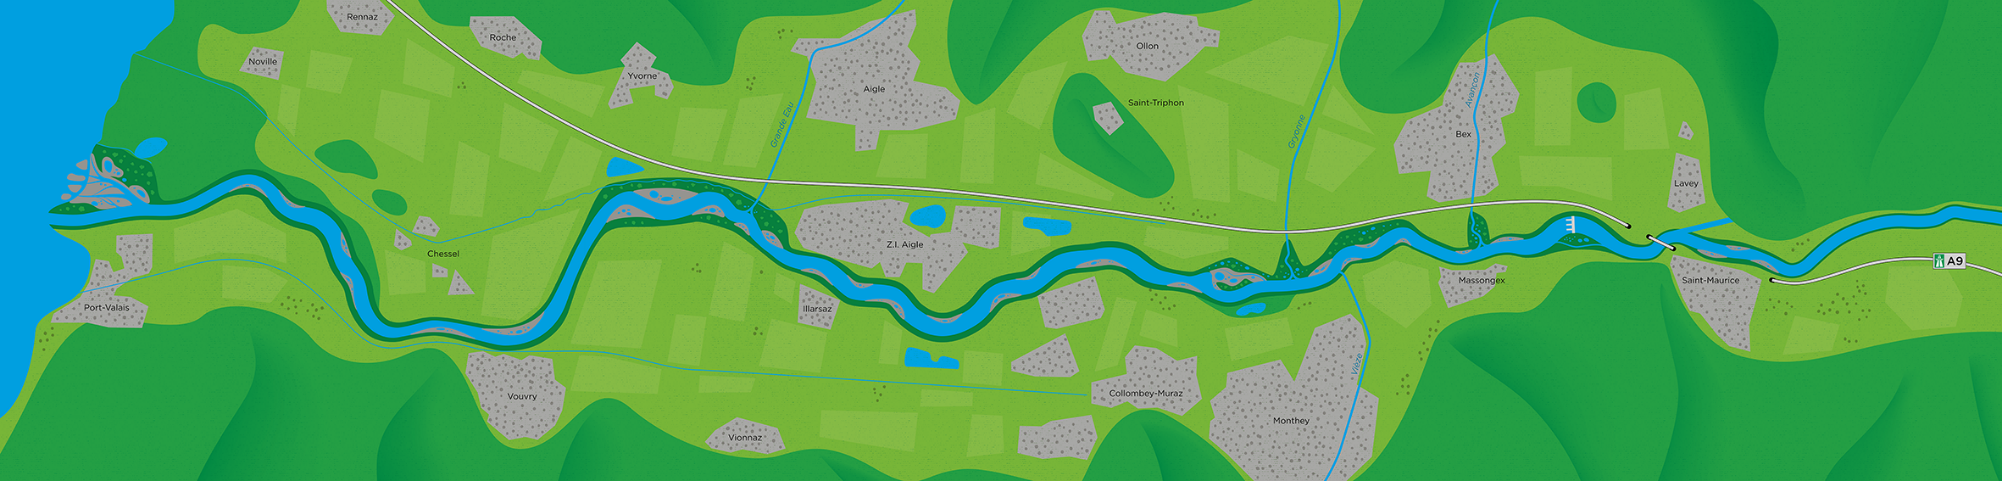 Rennaz
Roche
Noville
Yvorne
Aigle
Grande Eau
Ollon
Saint-Triphon
Gryonne
Avançon
Bex
Lavey
Chessel
Port-Valais
Z.I. Aigle
Illarsaz
Massongex
Saint-Maurice
A9
Vouvry
Vionnaz
Collombey-Muraz
Monthey
Vièze